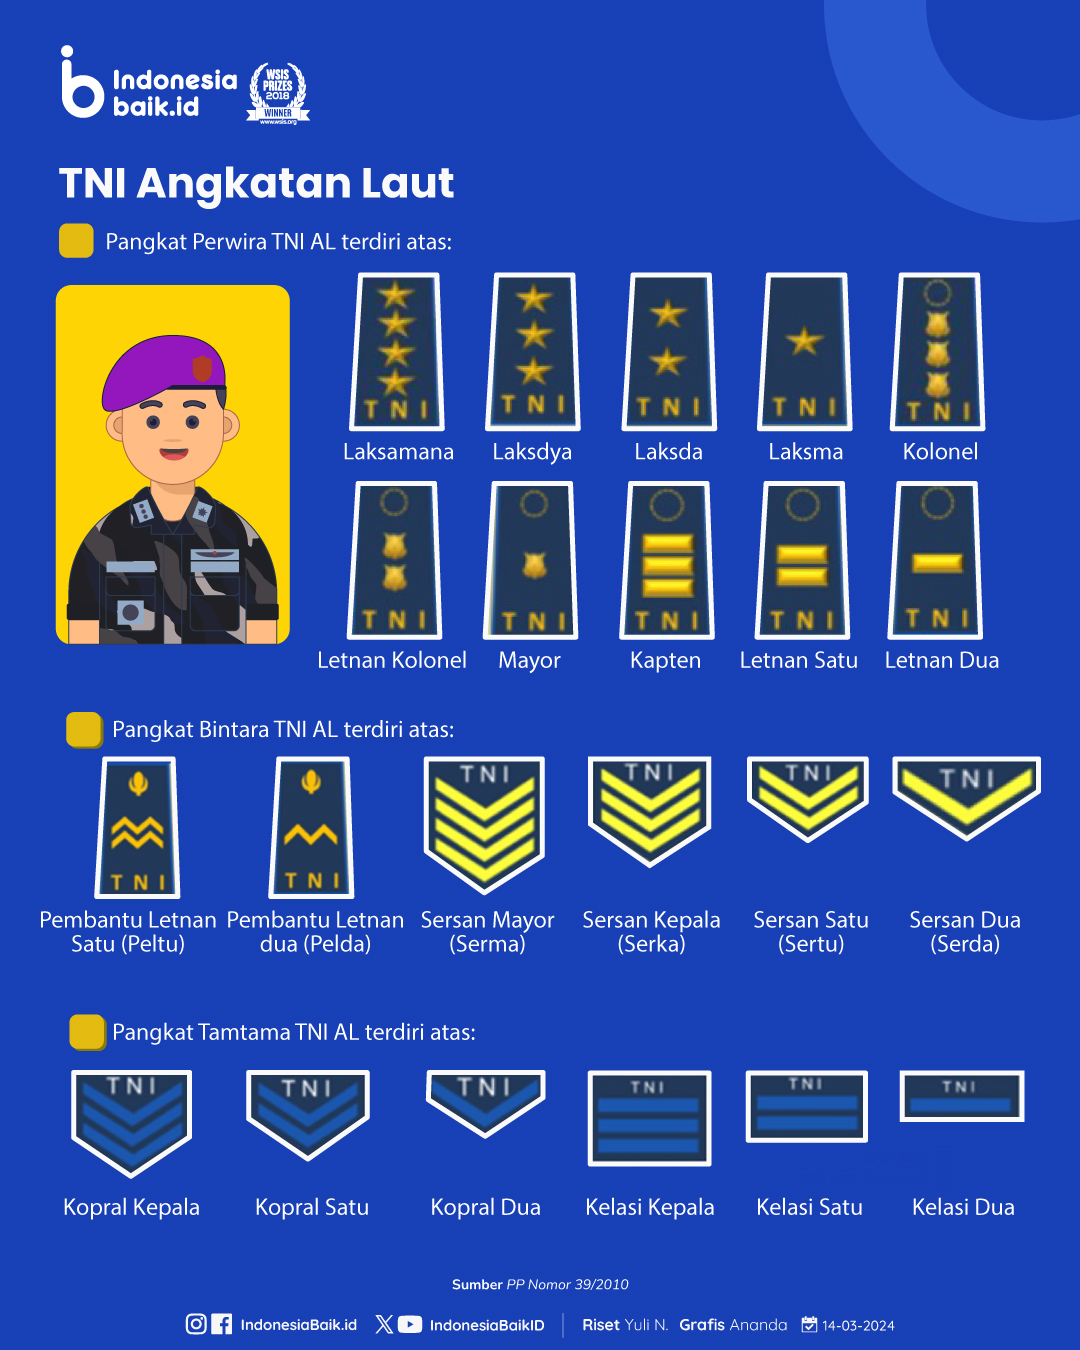 Indonesia
baik.id
WSIS
PRIZES
2018
WINNER
www.wsis.org
TNI Angkatan Laut
Pangkat Perwira TNI AL terdiri atas:
TNI TNI TNI TNI TNI
Laksamana Laksdya Laksda Laksma Kolonel
TNI TNI TNI TNI TNI
Letnan Kolonel Mayor Kapten Letnan Satu Letnan Dua
Pangkat Bintara TNI AL terdiri atas:
TNI TNI TNI TNI
TNI TNI
Pembantu Letnan Pembantu Letnan Sersan Mayor Sersan Kepala Sersan Satu Sersan Dua
Satu (Peltu) dua (Pelda) (Serma) (Serka) (Sertu) (Serda)
Pangkat Tamtama TNI AL terdiri atas:
TNI TNI TNI TNI TNI TNI
Kopral Kepala Kopral Satu Kopral Dua Kelasi Kepala Kelasi Satu Kelasi Dua
Sumber PP Nomor 39/2010
IndonesiaBaik.id IndonesiaBaikID Riset Yuli N. Grafis Ananda 14-03-2024